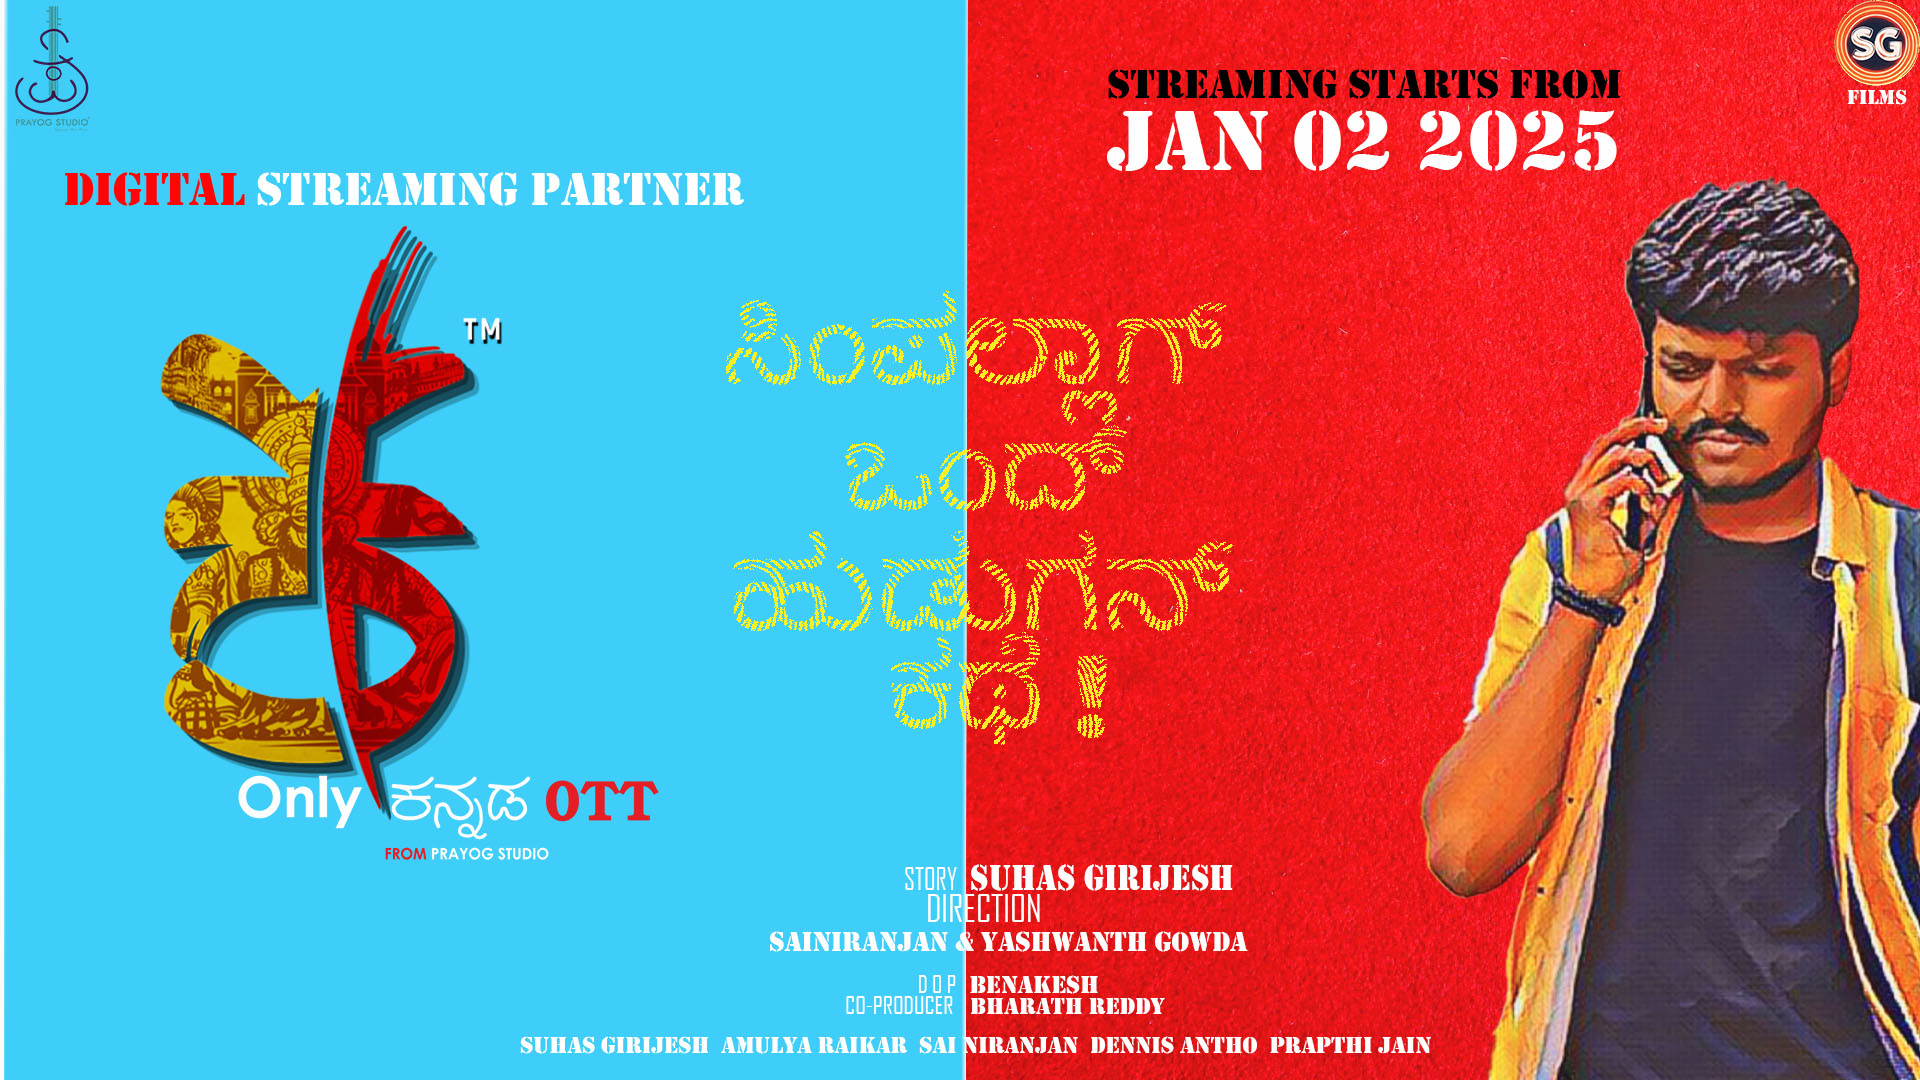 PRAYOG STUDIO
SG
FILMS
STREAMING STARTS FROM
JAN 02 2025
DIGITAL STREAMING PARTNER
TM
ಸಿಂಪಲ್ಲಾಗ್
ಒಂದ್
ಹುಡುಗನ್
ಕಥೆ !
Only ಕನ್ನಡ OTT
FROM PRAYOG STUDIO
STORY SUHAS GIRIJESH
DIRECTION
SAINIRANJAN & YASHWANTH GOWDA
DOP BENAKESH
CO-PRODUCER BHARATH REDDY
SUHAS GIRIJESH AMULYA RAIKAR SAI NIRANJAN DENNIS ANTHO PRAPTHI JAIN